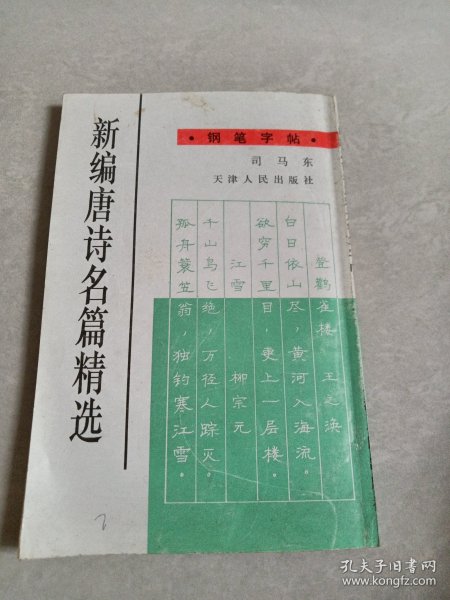 新编唐诗名篇精选
·钢笔字帖·
司马东
天津人民出版社
登鹳雀楼 王之涣
白日依山尽，黄河入海流。
欲穷千里目，更上一层楼。
江雪 柳宗元
千山鸟飞绝，万径人踪灭。
孤舟蓑笠翁，独钓寒江雪。
孔夫子旧书网
www.kongfz.com